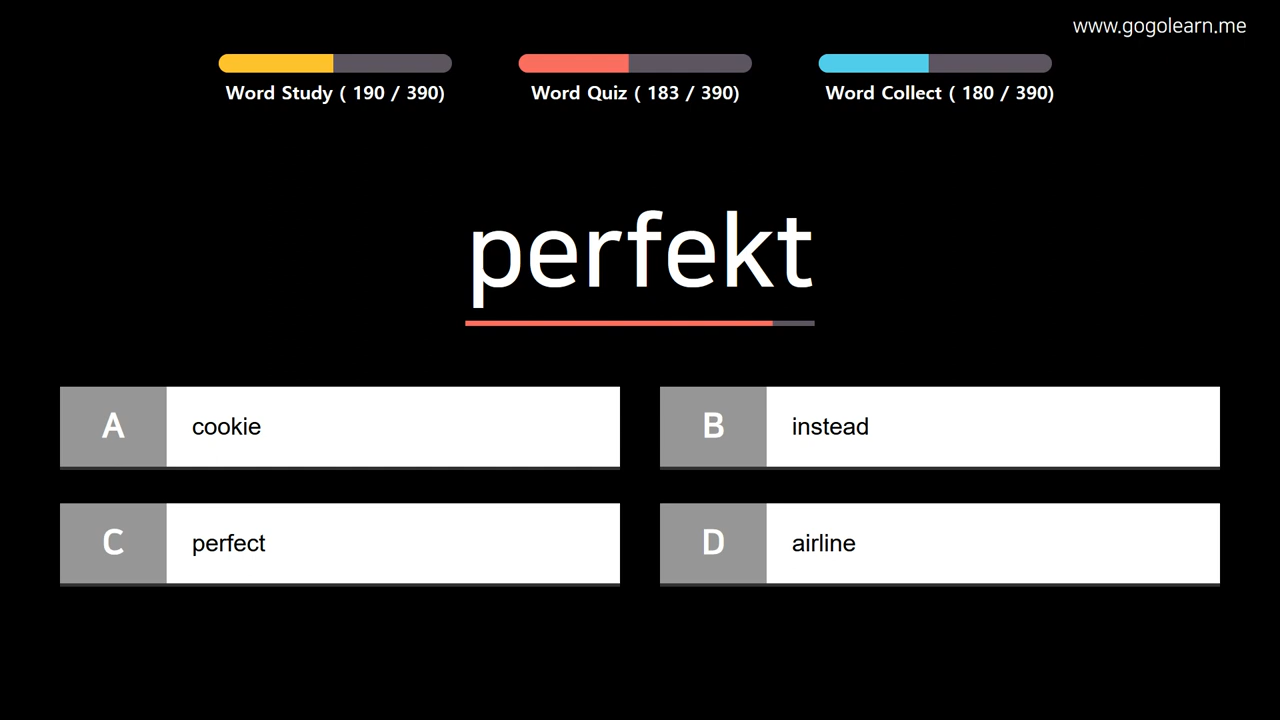 www.gogolearn.me
Word Study ( 190 / 390)
Word Quiz ( 183 / 390)
Word Collect ( 180 / 390)
perfekt
A cookie
B instead
C perfect
D airline